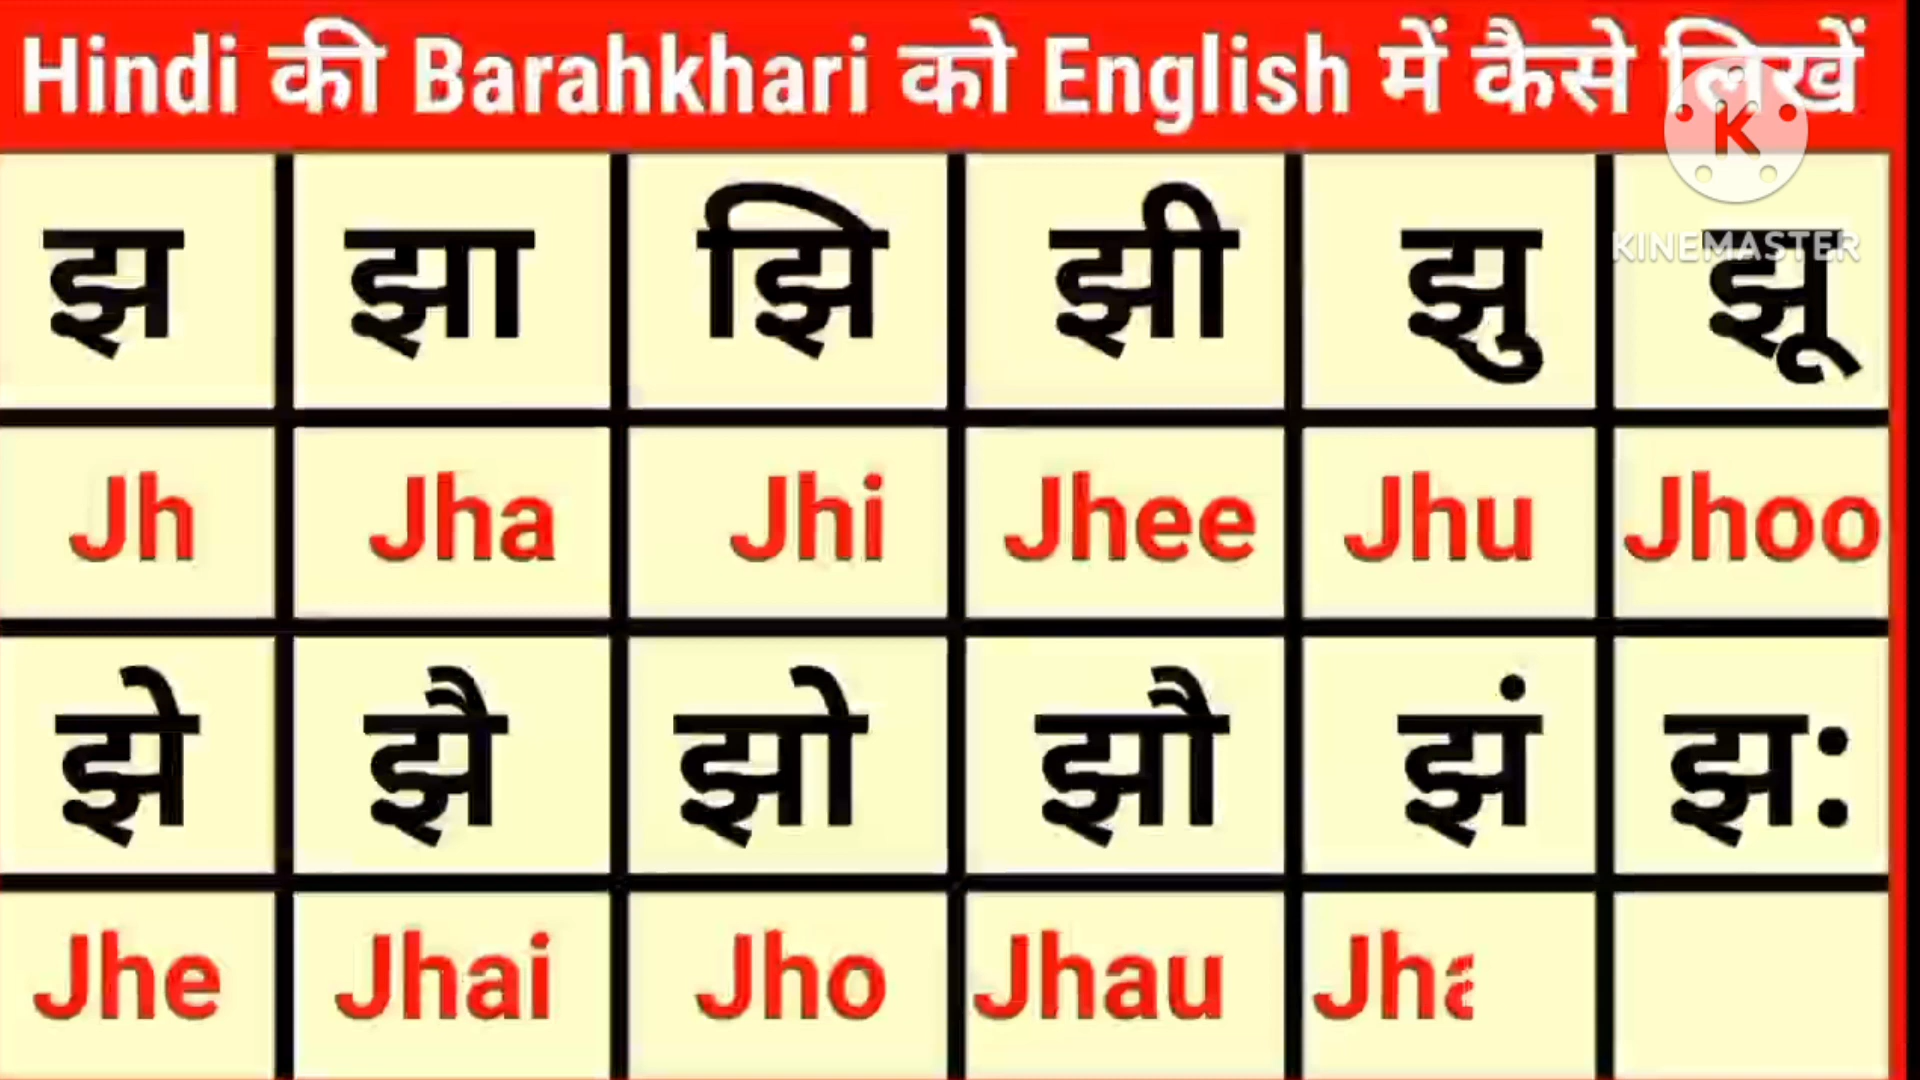 Hindi की Barahkhari को English में कैसे लिखें
K
KINEMASTER
झ झा झि झी झु झू
Jh Jha Jhi Jhee Jhu Jhoo
झे झै झो झौ झं झः
Jhe Jhai Jho Jhau